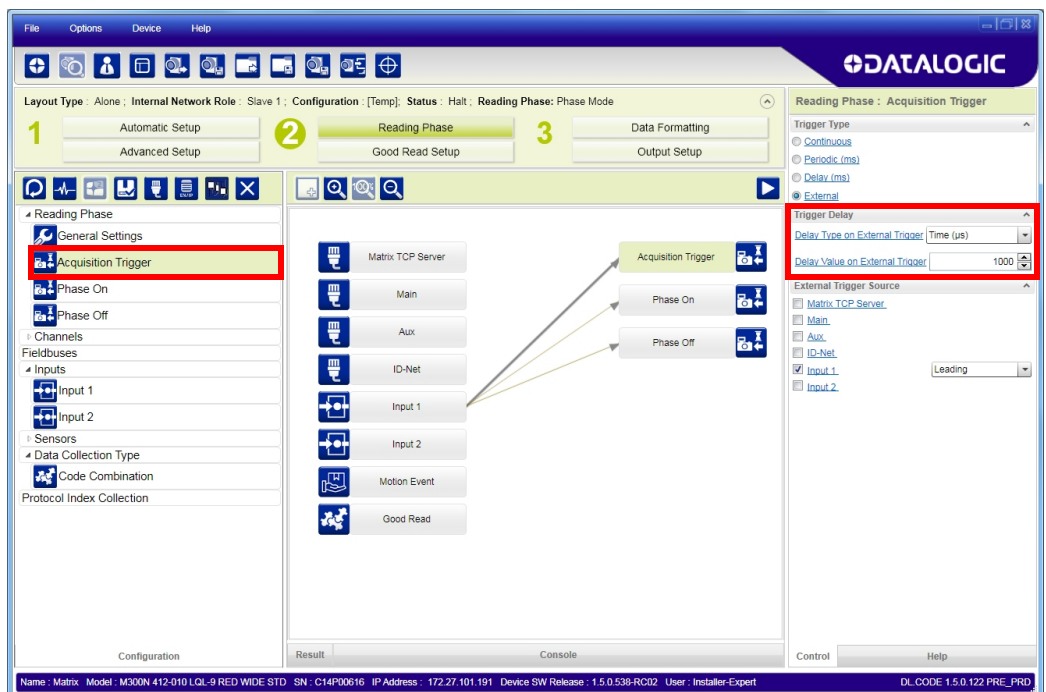 File Options Device Help
DATALOGIC
Layout Type : Alone ; Internal Network Role : Slave 1 ; Configuration : [Temp]; Status : Halt ; Reading Phase: Phase Mode
1 Automatic Setup
Advanced Setup
2 Reading Phase
Good Read Setup
3 Data Formatting
Output Setup
Reading Phase
General Settings
Acquisition Trigger
Phase On
Phase Off
Channels
Fieldbuses
Inputs
Input 1
Input 2
Sensors
Data Collection Type
Code Combination
Protocol Index Collection
Configuration
Matrix TCP Server
Main
Aux
ID-Net
Input 1
Input 2
Motion Event
Good Read
Acquisition Trigger
Phase On
Phase Off
Result Console
Reading Phase : Acquisition Trigger
Trigger Type
Continuous
Periodic (ms)
Delay (ms)
External
Trigger Delay
Delay Type on External Trigger Time (µs)
Delay Value on External Trigger 1000
External Trigger Source
Matrix TCP Server
Main
Aux
ID-Net
Input 1 Leading
Input 2
Control Help
Name : Matrix Model : M300N 412-010 LQL-9 RED WIDE STD SN : C14P00616 IP Address : 172.27.101.191 Device SW Release : 1.5.0.538-RC02 User : Installer-Expert DL.CODE 1.5.0.122 PRE_PRD